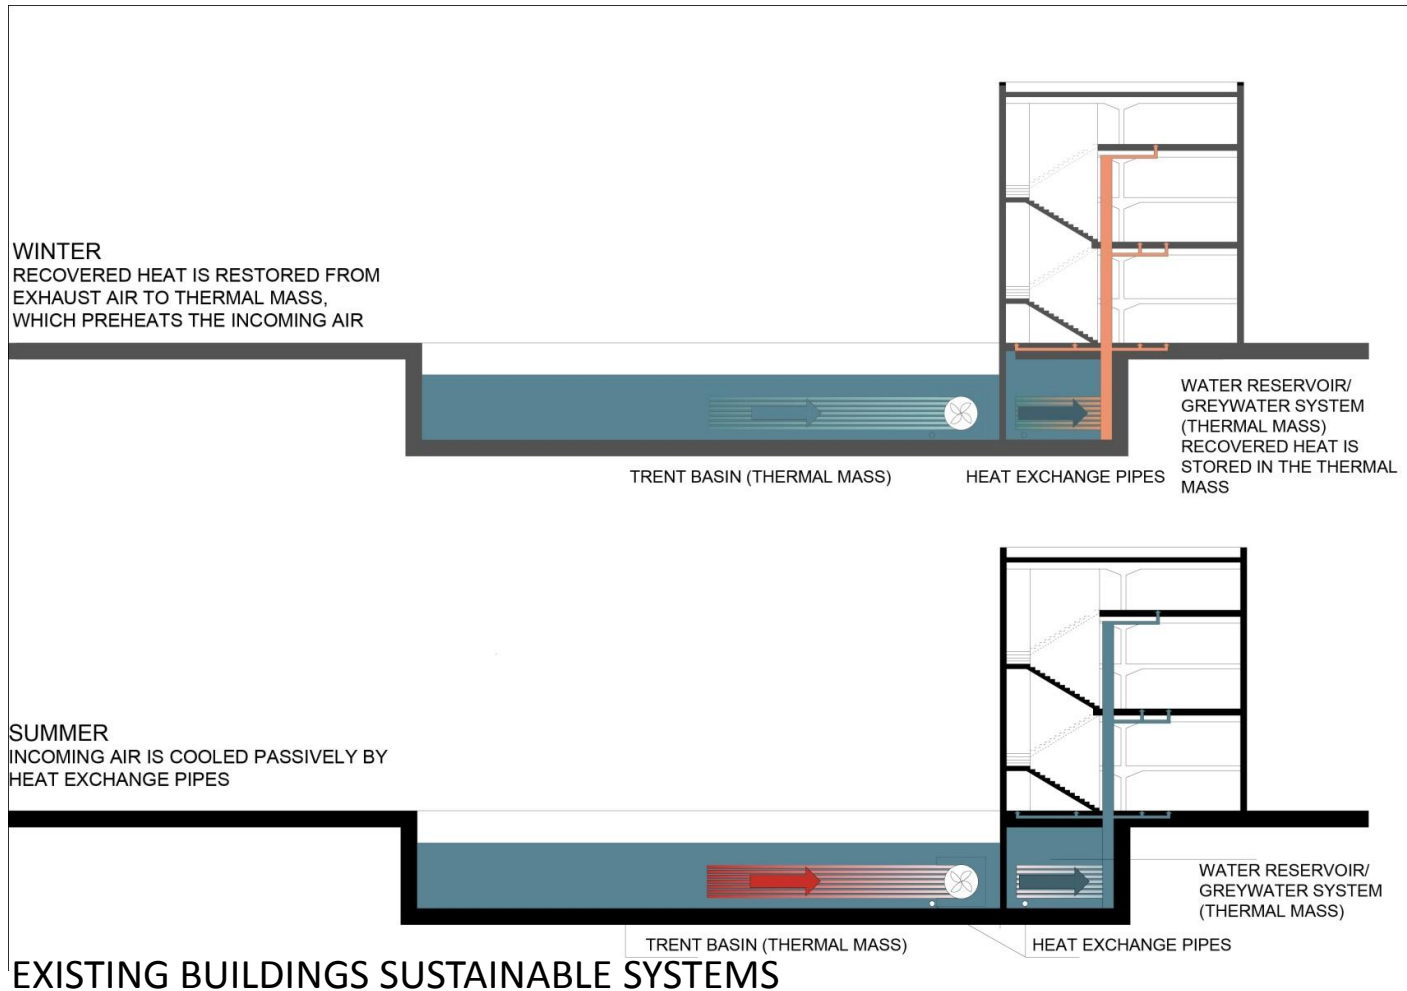 WINTER
RECOVERED HEAT IS RESTORED FROM
EXHAUST AIR TO THERMAL MASS,
WHICH PREHEATS THE INCOMING AIR
WATER RESERVOIR/
GREYWATER SYSTEM
(THERMAL MASS)
RECOVERED HEAT IS
STORED IN THE THERMAL
MASS
TRENT BASIN (THERMAL MASS)
HEAT EXCHANGE PIPES
SUMMER
INCOMING AIR IS COOLED PASSIVELY BY
HEAT EXCHANGE PIPES
WATER RESERVOIR/
GREYWATER SYSTEM
(THERMAL MASS)
TRENT BASIN (THERMAL MASS)
HEAT EXCHANGE PIPES
EXISTING BUILDINGS SUSTAINABLE SYSTEMS